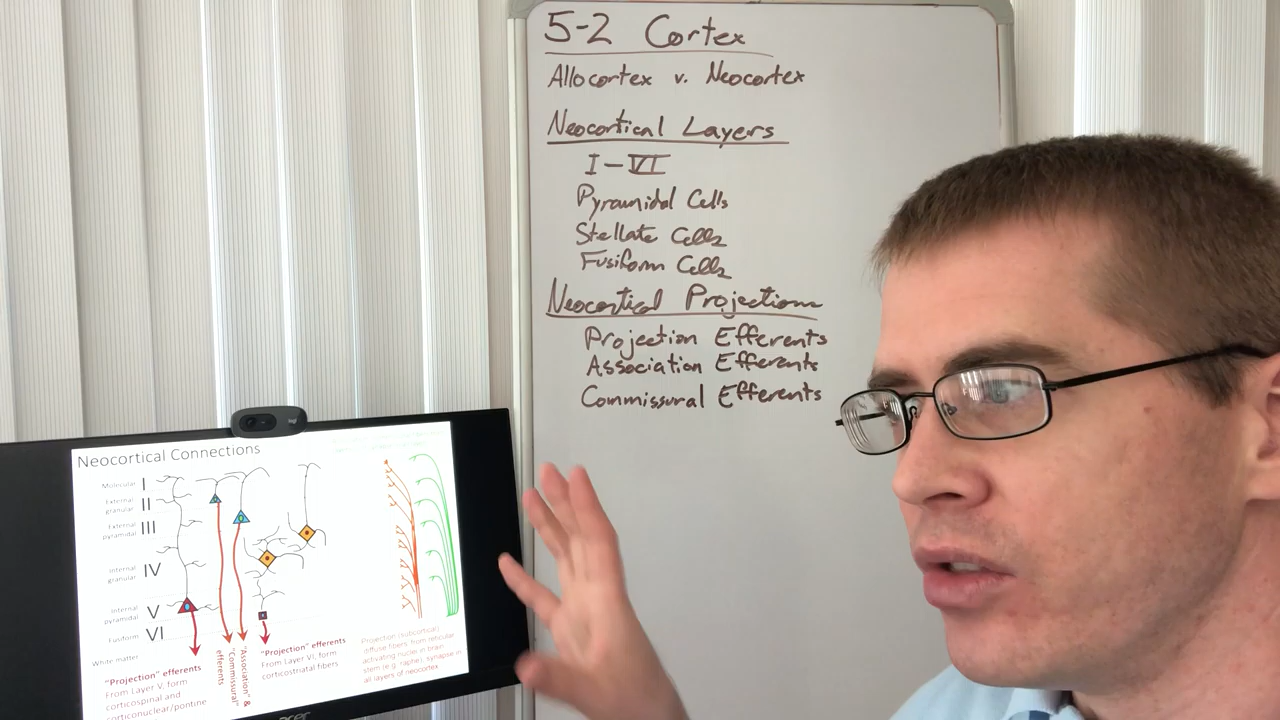 5-2 Cortex
Allocortex v. Neocortex
Neocortical Layers
I-VI
Pyramidal Cells
Stellate Cells
Fusiform Cells
Neocortical Projections
Projection Efferents
Association Efferents
Commissural Efferents
logi
Neocortical Connections
Molecular I
External granular II
External pyramidal III
Internal granular IV
Internal pyramidal V
Fusiform VI
White matter
"Projection" efferents
From Layer V, form
corticospinal and
corticonuclear/pontine
"Commissural"
efferents
"Association" &
"Projection" efferents
From Layer VI, form
corticostriatal fibers
Projection (subcortical)
diffuse fibers: from reticular
activating nuclei in brain
stem (e.g. raphe), synapse in
all layers of neocortex
acer